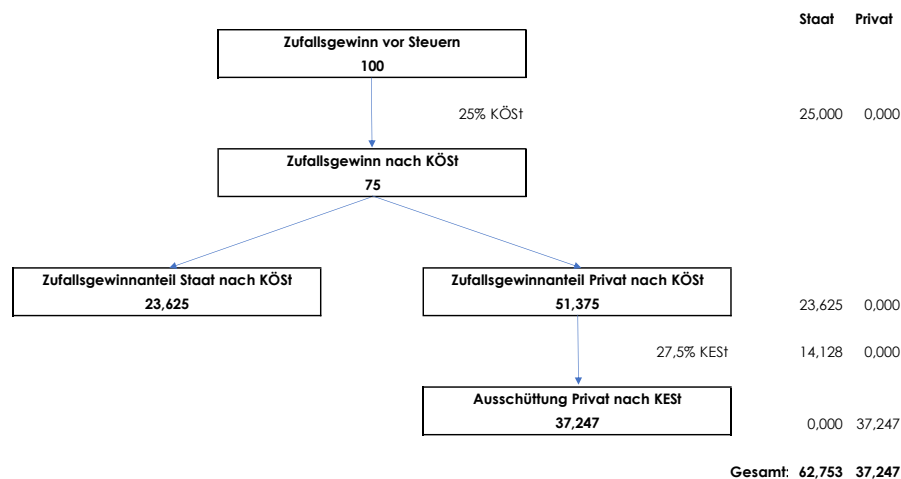 Staat Privat
Zufallsgewinn vor Steuern
100
25% KÖSt 25,000 0,000
Zufallsgewinn nach KÖSt
75
Zufallsgewinnanteil Staat nach KÖSt Zufallsgewinnanteil Privat nach KÖSt
23,625 51,375 23,625 0,000
27,5% KESt 14,128 0,000
Ausschüttung Privat nach KESt
37,247 0,000 37,247
Gesamt: 62,753 37,247